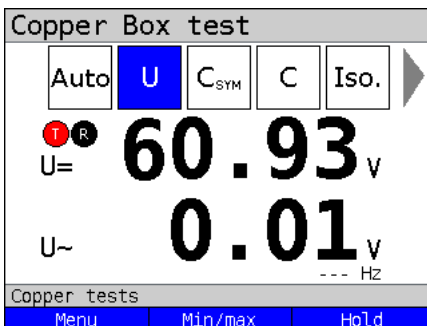 Copper Box test
Auto U CSYM C Iso.
T R
U= 60.93 V
U~ 0.01 V
--- Hz
Copper tests
Menu Min/max Hold